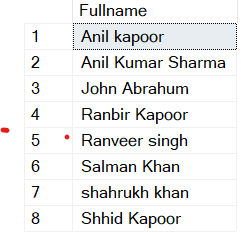 Fullname
1 Anil kapoor
2 Anil Kumar Sharma
3 John Abrahum
4 Ranbir Kapoor
5 Ranveer singh
6 Salman Khan
7 shahrukh khan
8 Shhid Kapoor